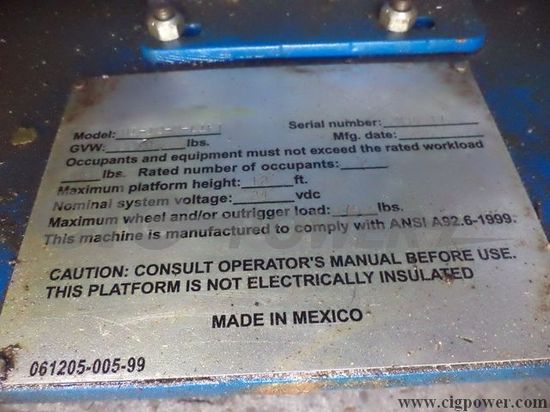 Model:
Serial number:
GVW: lbs. Mfg. date:
Occupants and equipment must not exceed the rated workload
lbs. Rated number of occupants:
Maximum platform height: 12 ft.
Nominal system voltage: 24 vdc
Maximum wheel and/or outrigger load: lbs.
This machine is manufactured to comply with ANSI A92.6-1999.
CAUTION: CONSULT OPERATOR'S MANUAL BEFORE USE.
THIS PLATFORM IS NOT ELECTRICALLY INSULATED
MADE IN MEXICO
061205-005-99
www.cigpower.com